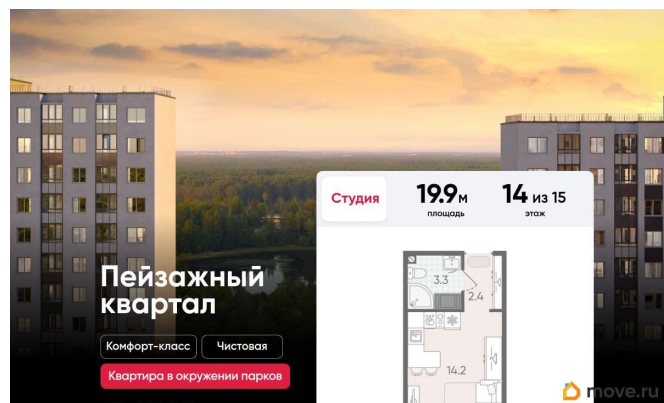 Студия
19.9 м
площадь
14 из 15
этаж
3.3
2.4
14.2
Пейзажный
квартал
Комфорт-класс
Чистовая
Квартира в окружении парков
move.ru